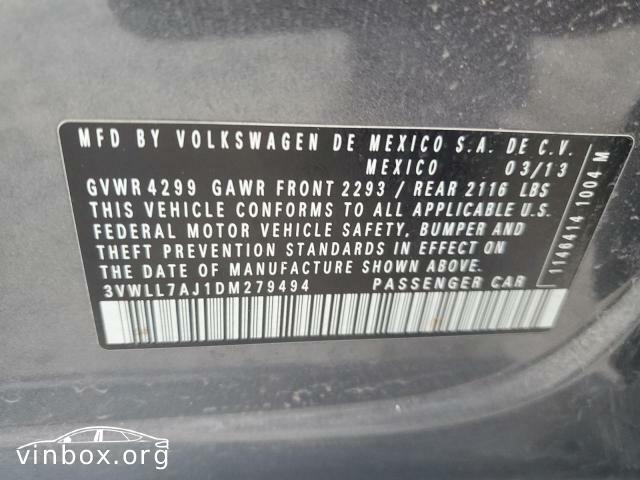 MFD BY VOLKSWAGEN DE MEXICO S.A. DE C.V.
MEXICO 03/13
GVWR 4299 GAWR FRONT 2293 / REAR 2116 LBS
THIS VEHICLE CONFORMS TO ALL APPLICABLE U.S.
FEDERAL MOTOR VEHICLE SAFETY, BUMPER AND
THEFT PREVENTION STANDARDS IN EFFECT ON
THE DATE OF MANUFACTURE SHOWN ABOVE.
3VWLL7AJ1DM279494 PASSENGER CAR
1146414 1004 M
vinbox.org